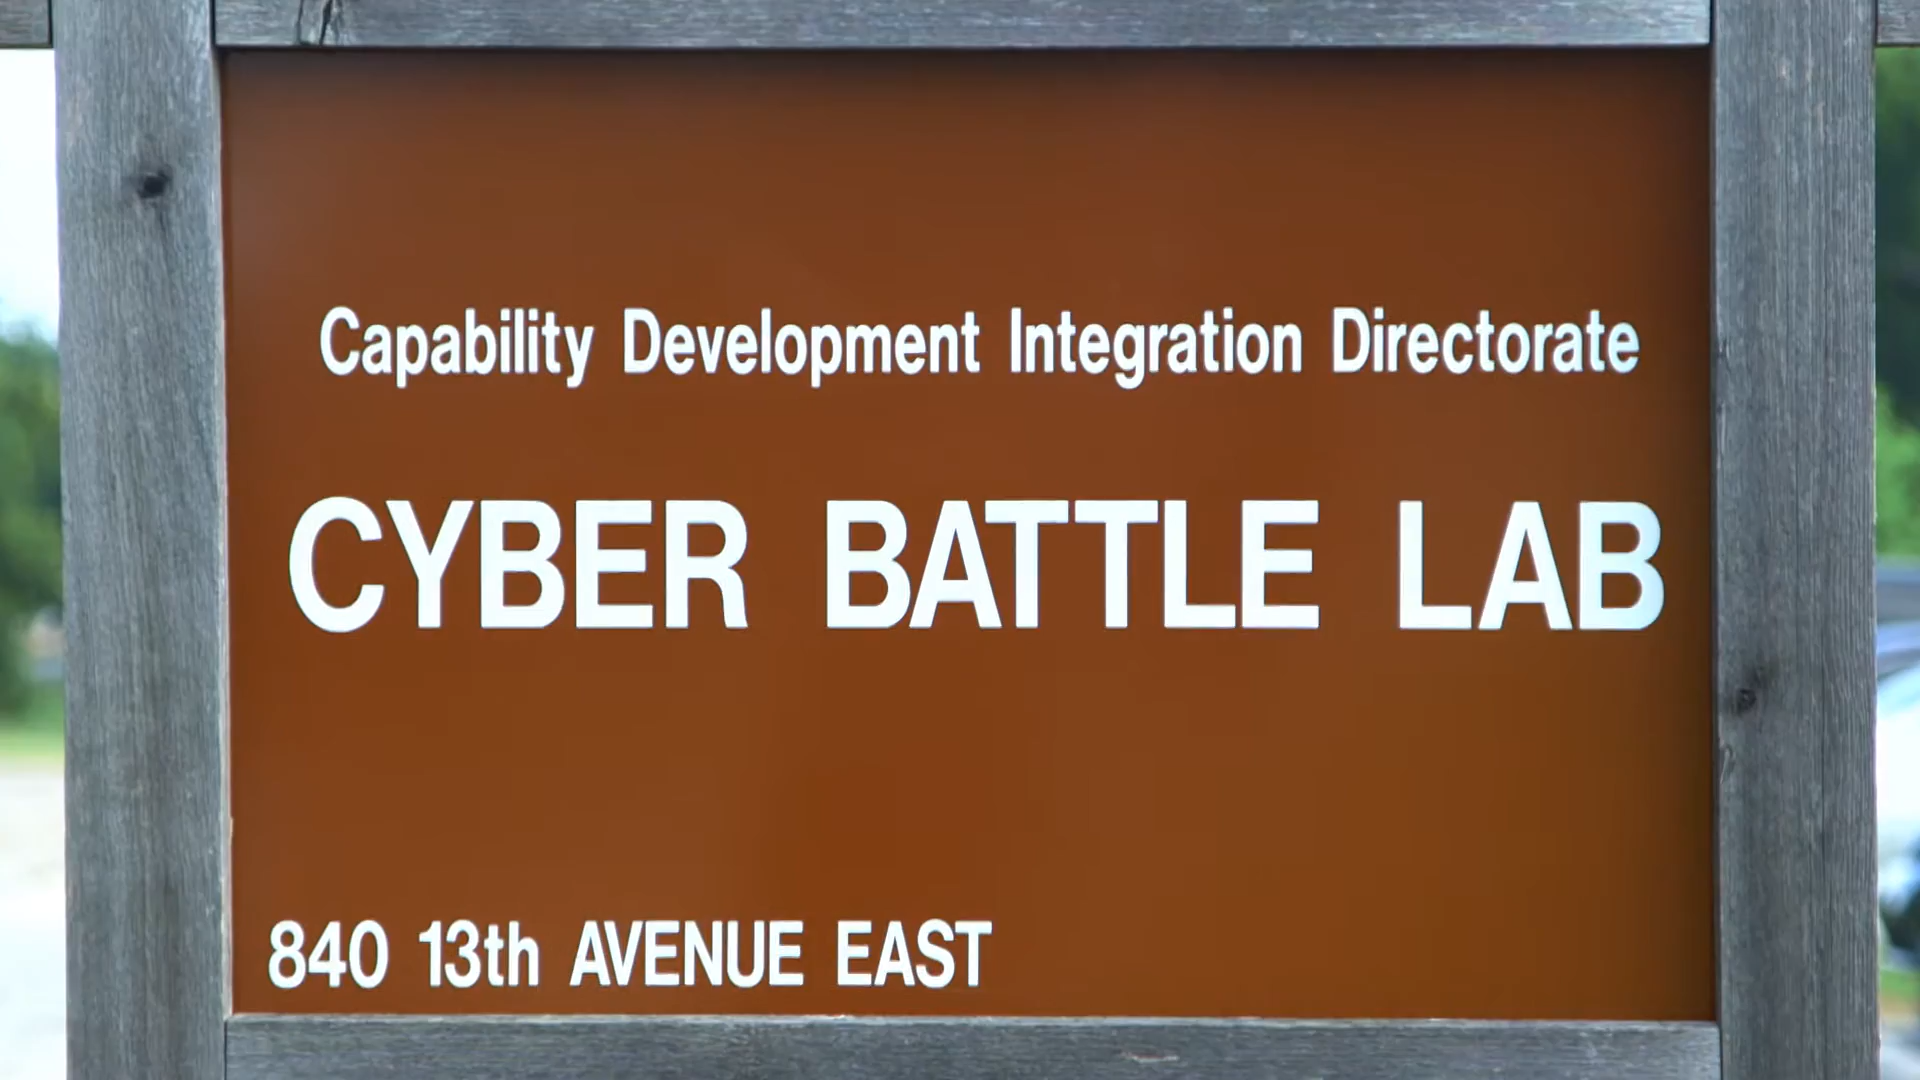 Capability Development Integration Directorate
CYBER BATTLE LAB
840 13th AVENUE EAST